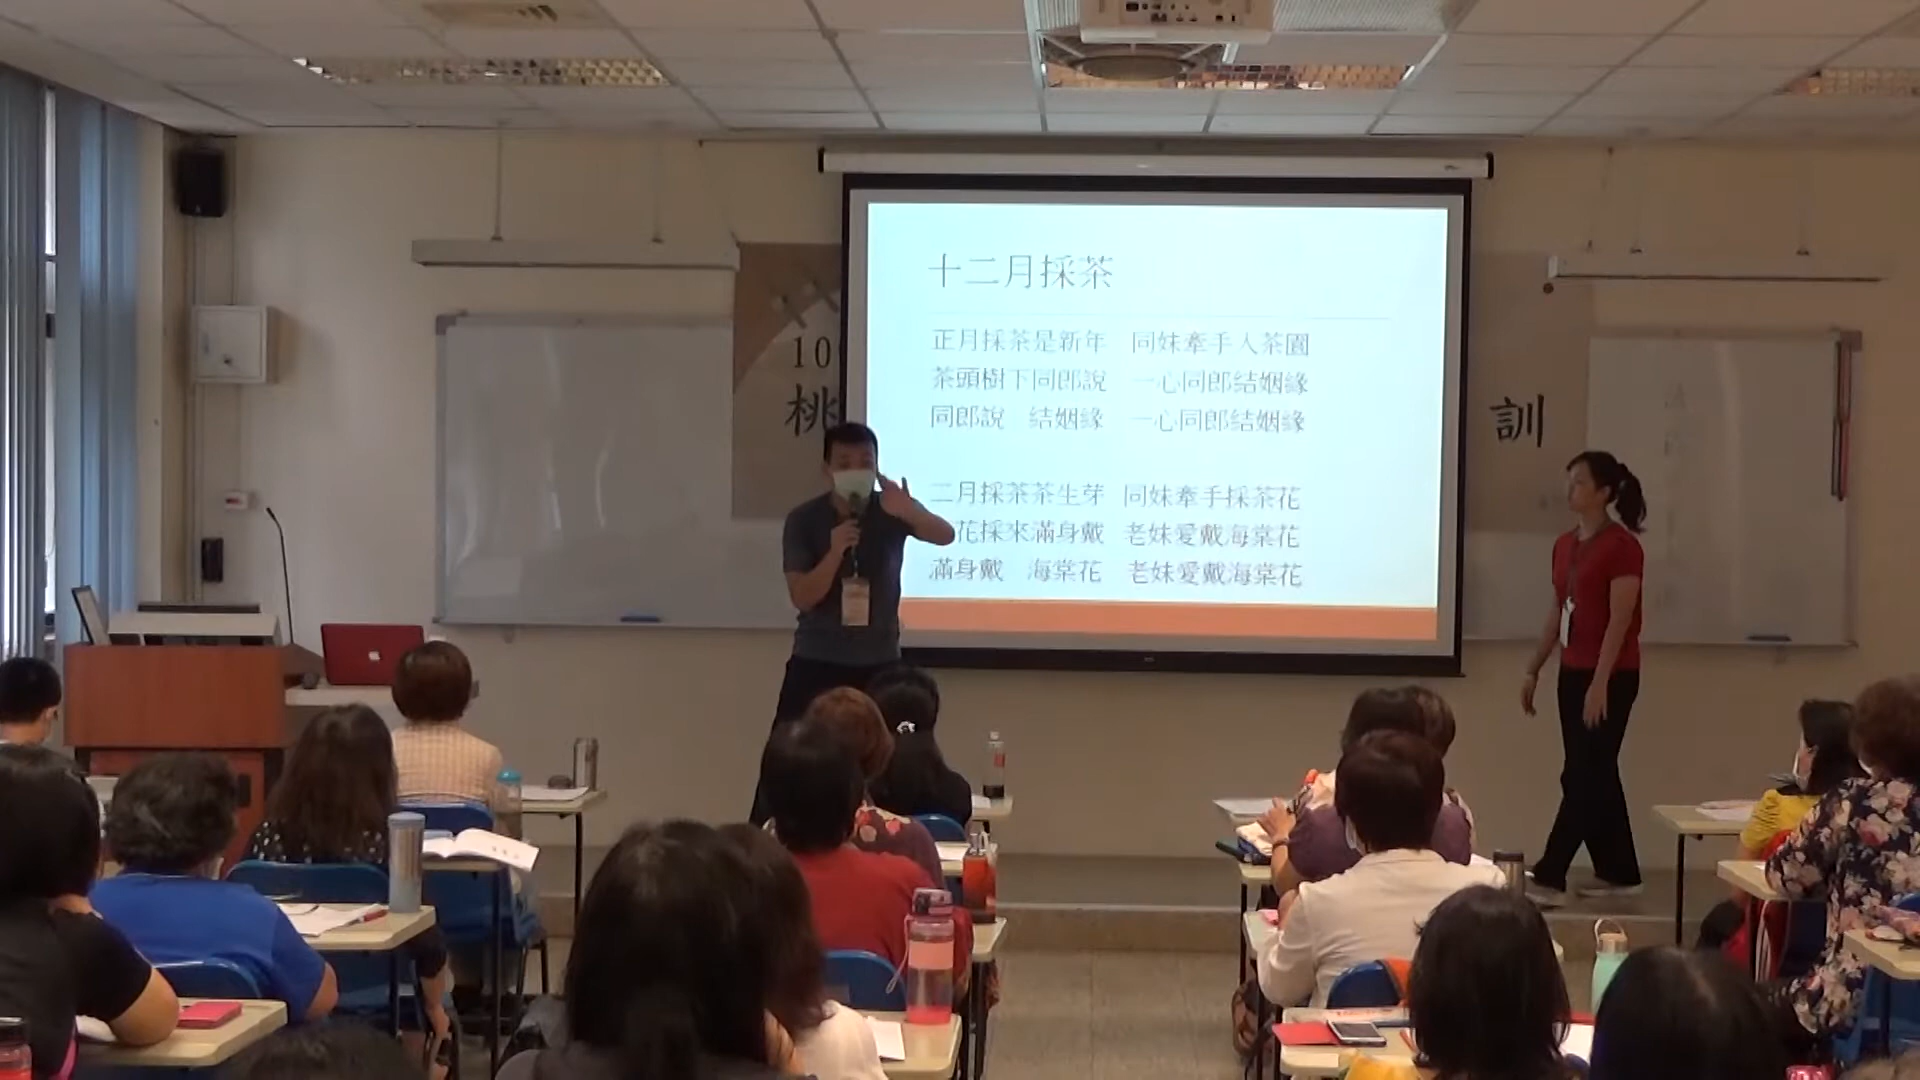 十二月採茶
正月採茶是新年 同妹牽手入茶園
茶頭樹下同郎說 一心同郎結姻緣
同郎說 結姻緣 一心同郎結姻緣
二月採茶茶生芽 同妹牽手採茶花
花採來滿身戴 老妹愛戴海棠花
滿身戴 海棠花 老妹愛戴海棠花
10
桃
訓